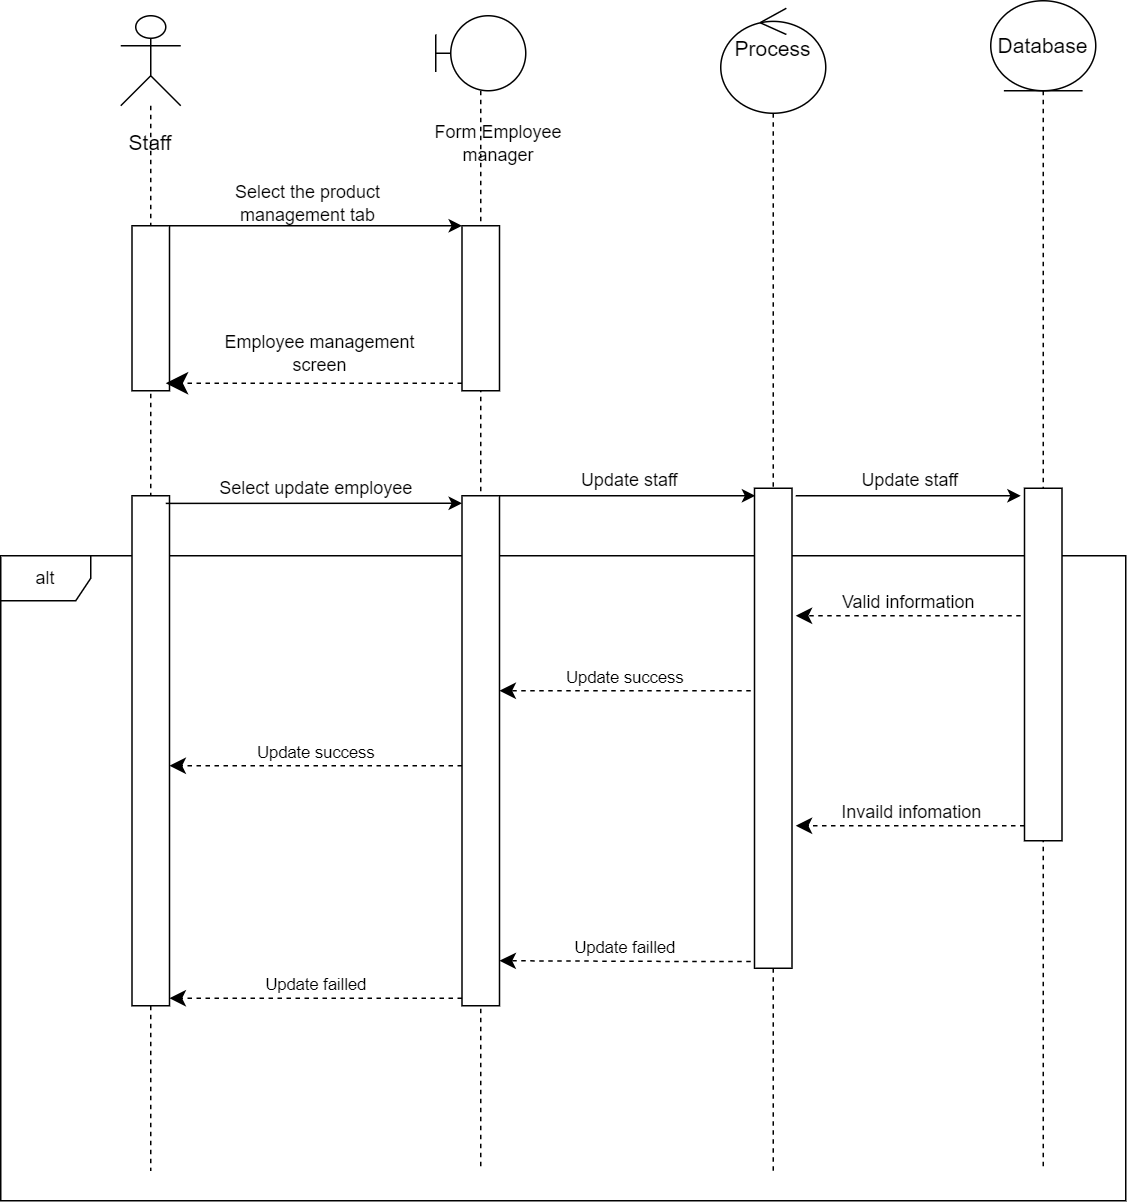 Process
Database
Staff
Form Employee
manager
Select the product
management tab
Employee management
screen
Select update employee
Update staff
Update staff
alt
Valid information
Update success
Update success
Invaild infomation
Update failled
Update failled